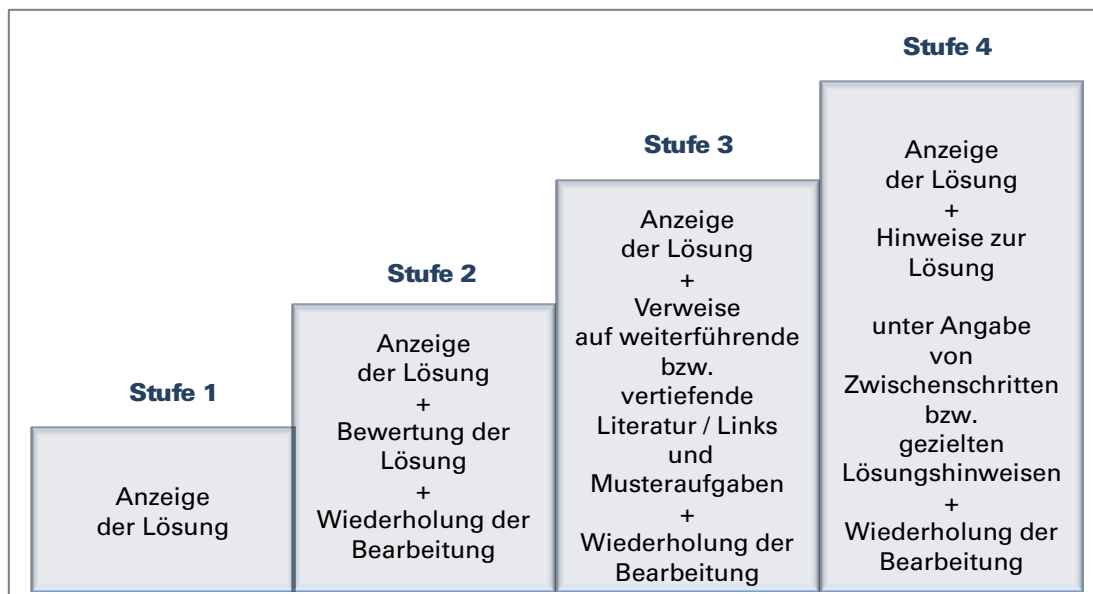 Stufe 1
Anzeige
der Lösung
Stufe 2
Anzeige
der Lösung
+
Bewertung der
Lösung
+
Wiederholung der
Bearbeitung
Stufe 3
Anzeige
der Lösung
+
Verweise
auf weiterführende
bzw.
vertiefende
Literatur / Links
und
Musteraufgaben
+
Wiederholung der
Bearbeitung
Stufe 4
Anzeige
der Lösung
+
Hinweise zur
Lösung
unter Angabe
von
Zwischenschritten
bzw.
gezielten
Lösungshinweisen
+
Wiederholung der
Bearbeitung